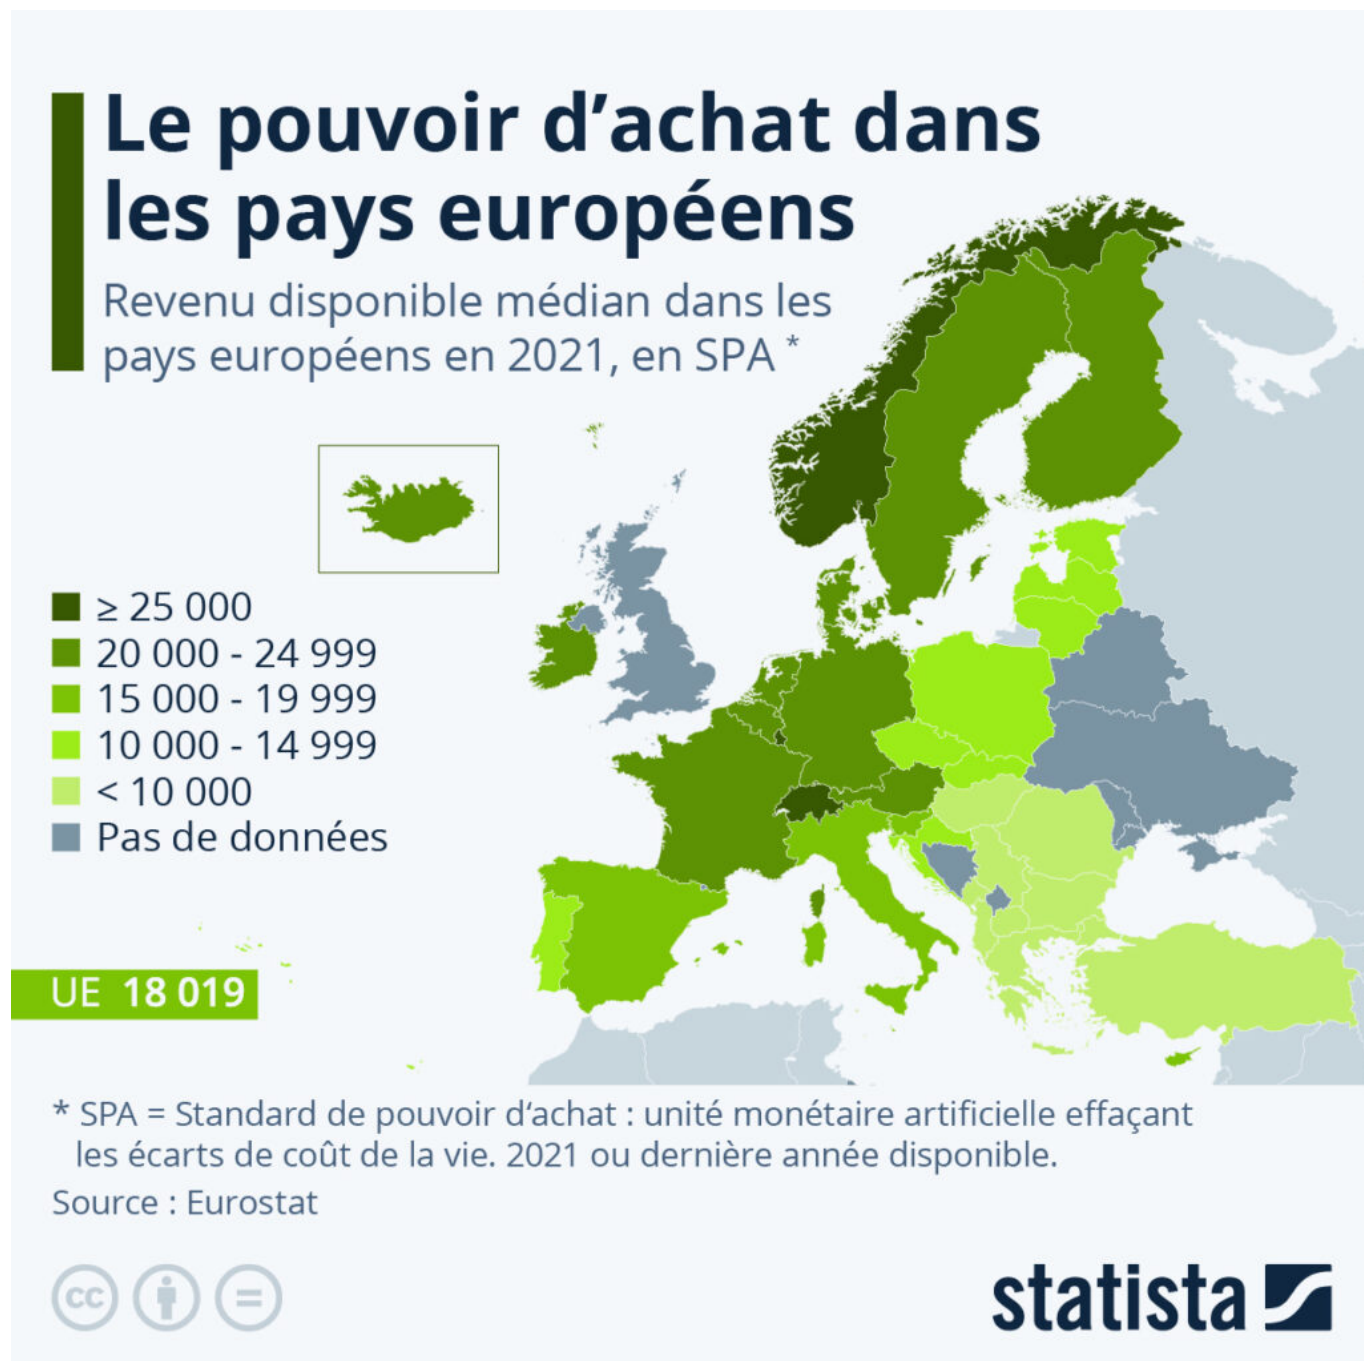 Le pouvoir d’achat dans
les pays européens
Revenu disponible médian dans les
pays européens en 2021, en SPA *
≥ 25 000
20 000 - 24 999
15 000 - 19 999
10 000 - 14 999
< 10 000
Pas de données
UE 18 019
* SPA = Standard de pouvoir d‘achat : unité monétaire artificielle effaçant
les écarts de coût de la vie. 2021 ou dernière année disponible.
Source : Eurostat
cc
=
statista